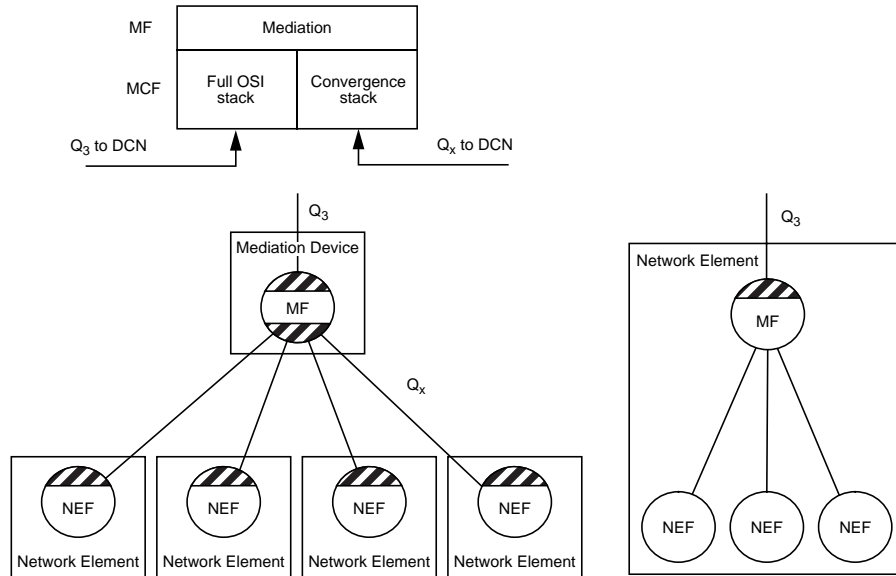 MF
Mediation
MCF
Full OSI
stack
Convergence
stack
Q3 to DCN
Qx to DCN
Q3
Mediation Device
MF
Qx
NEF
NEF
NEF
NEF
Network Element
Network Element
Network Element
Network Element
Q3
Network Element
MF
NEF
NEF
NEF